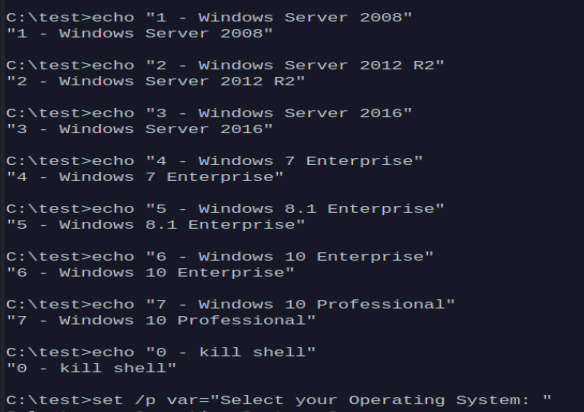 C:\test>echo "1 - Windows Server 2008"
"1 - Windows Server 2008"
C:\test>echo "2 - Windows Server 2012 R2"
"2 - Windows Server 2012 R2"
C:\test>echo "3 - Windows Server 2016"
"3 - Windows Server 2016"
C:\test>echo "4 - Windows 7 Enterprise"
"4 - Windows 7 Enterprise"
C:\test>echo "5 - Windows 8.1 Enterprise"
"5 - Windows 8.1 Enterprise"
C:\test>echo "6 - Windows 10 Enterprise"
"6 - Windows 10 Enterprise"
C:\test>echo "7 - Windows 10 Professional"
"7 - Windows 10 Professional"
C:\test>echo "0 - kill shell"
"0 - kill shell"
C:\test>set /p var="Select your Operating System: "